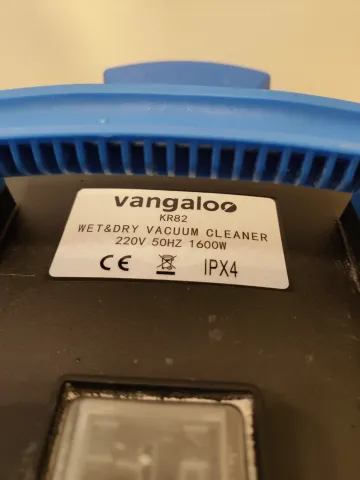 vangaloo
KR82
WET&DRY VACUUM CLEANER
220V 50HZ 1600W
CE IPX4